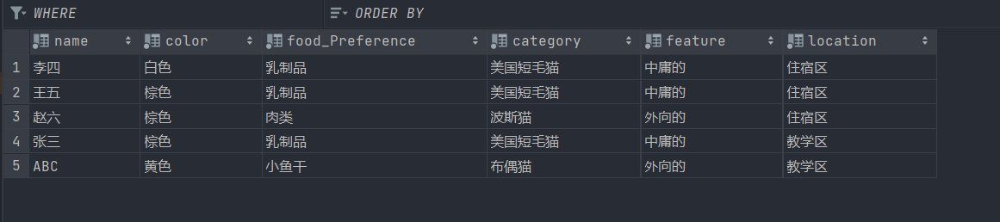 WHERE ORDER BY
name color food_Preference category feature location
1 李四 白色 乳制品 美国短毛猫 中庸的 住宿区
2 王五 棕色 乳制品 美国短毛猫 中庸的 住宿区
3 赵六 棕色 肉类 波斯猫 外向的 住宿区
4 张三 棕色 乳制品 美国短毛猫 中庸的 教学区
5 ABC 黄色 小鱼干 布偶猫 外向的 教学区